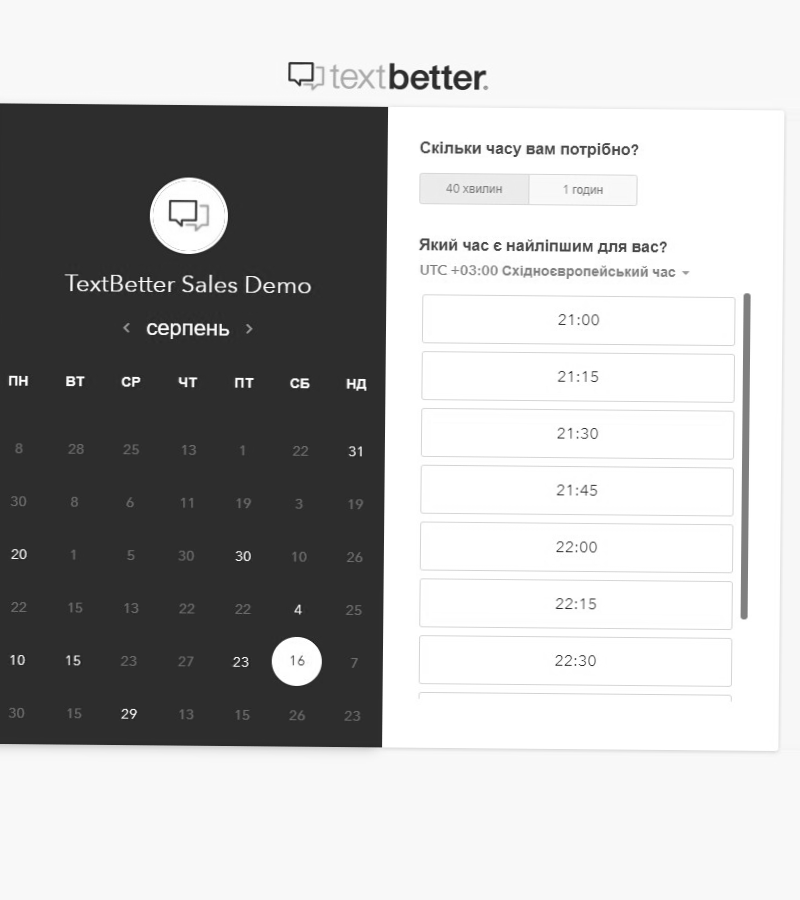 textbetter.
TextBetter Sales Demo
серпень
ПН ВТ СР ЧТ ПТ СБ НД
8 28 25 13 1 22 31
30 8 6 11 19 3 19
20 1 5 30 30 10 26
22 15 13 22 22 4 25
10 15 23 27 23 16 7
30 15 29 13 15 26 23
Скільки часу вам потрібно?
40 хвилин 1 годин
Який час є найліпшим для вас?
UTC +03:00 Східноєвропейський час
21:00
21:15
21:30
21:45
22:00
22:15
22:30